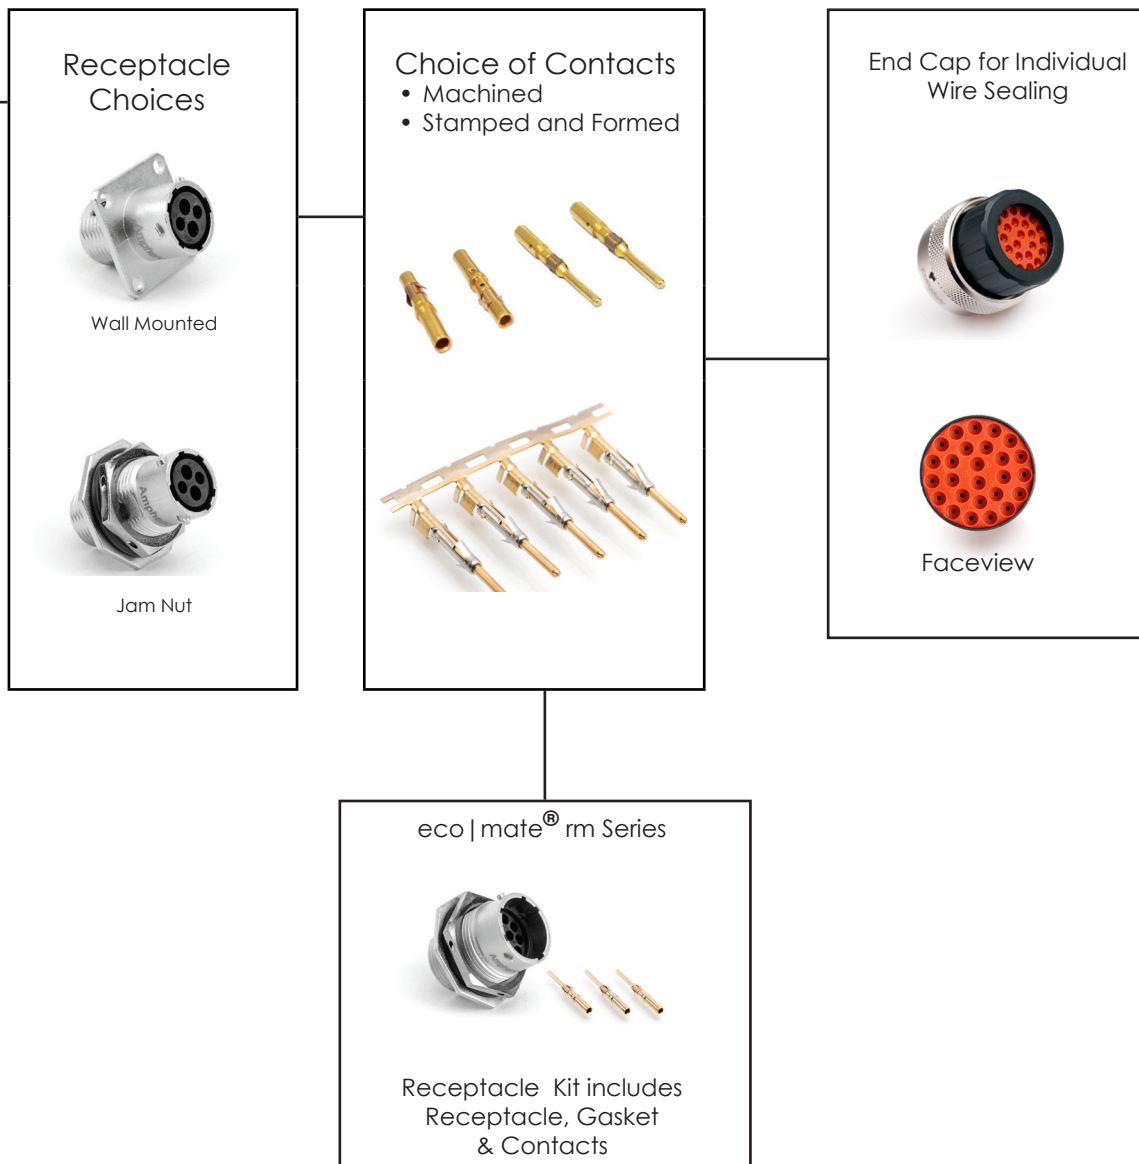 Receptacle
Choices
Wall Mounted
Jam Nut
Choice of Contacts
• Machined
• Stamped and Formed
End Cap for Individual
Wire Sealing
Faceview
eco|mate® rm Series
Receptacle Kit includes
Receptacle, Gasket
& Contacts